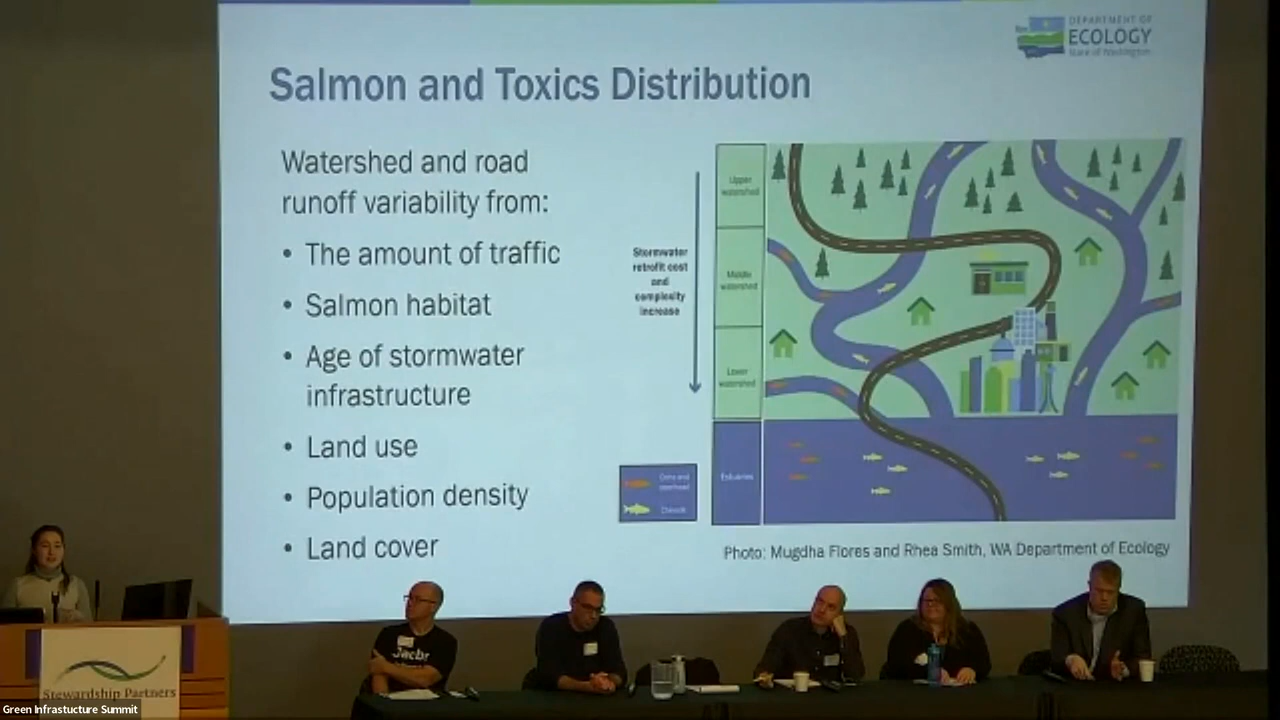 DEPARTMENT OF
ECOLOGY
State of Washington
Salmon and Toxics Distribution
Watershed and road
runoff variability from:
• The amount of traffic
• Salmon habitat
• Age of stormwater
infrastructure
• Land use
• Population density
• Land cover
Stormwater
retrofit cost
and
complexity
increase
Upper
watershed
Middle
watershed
Lower
watershed
Estuaries
Coho and
steelhead
Chinook
Photo: Mugdha Flores and Rhea Smith, WA Department of Ecology
Stewardship Partners
Green Infrastucture Summit